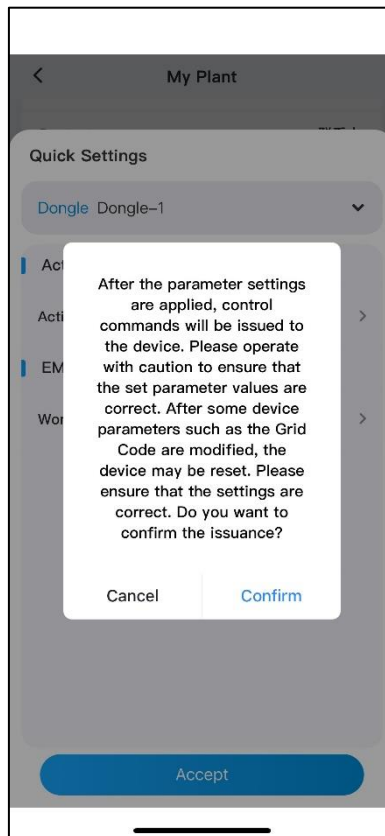 My Plant
Quick Settings
Dongle Dongle-1
After the parameter settings
are applied, control
commands will be issued to
the device. Please operate
with caution to ensure that
the set parameter values are
correct. After some device
parameters such as the Grid
Code are modified, the
device may be reset. Please
ensure that the settings are
correct. Do you want to
confirm the issuance?
Cancel Confirm
Accept